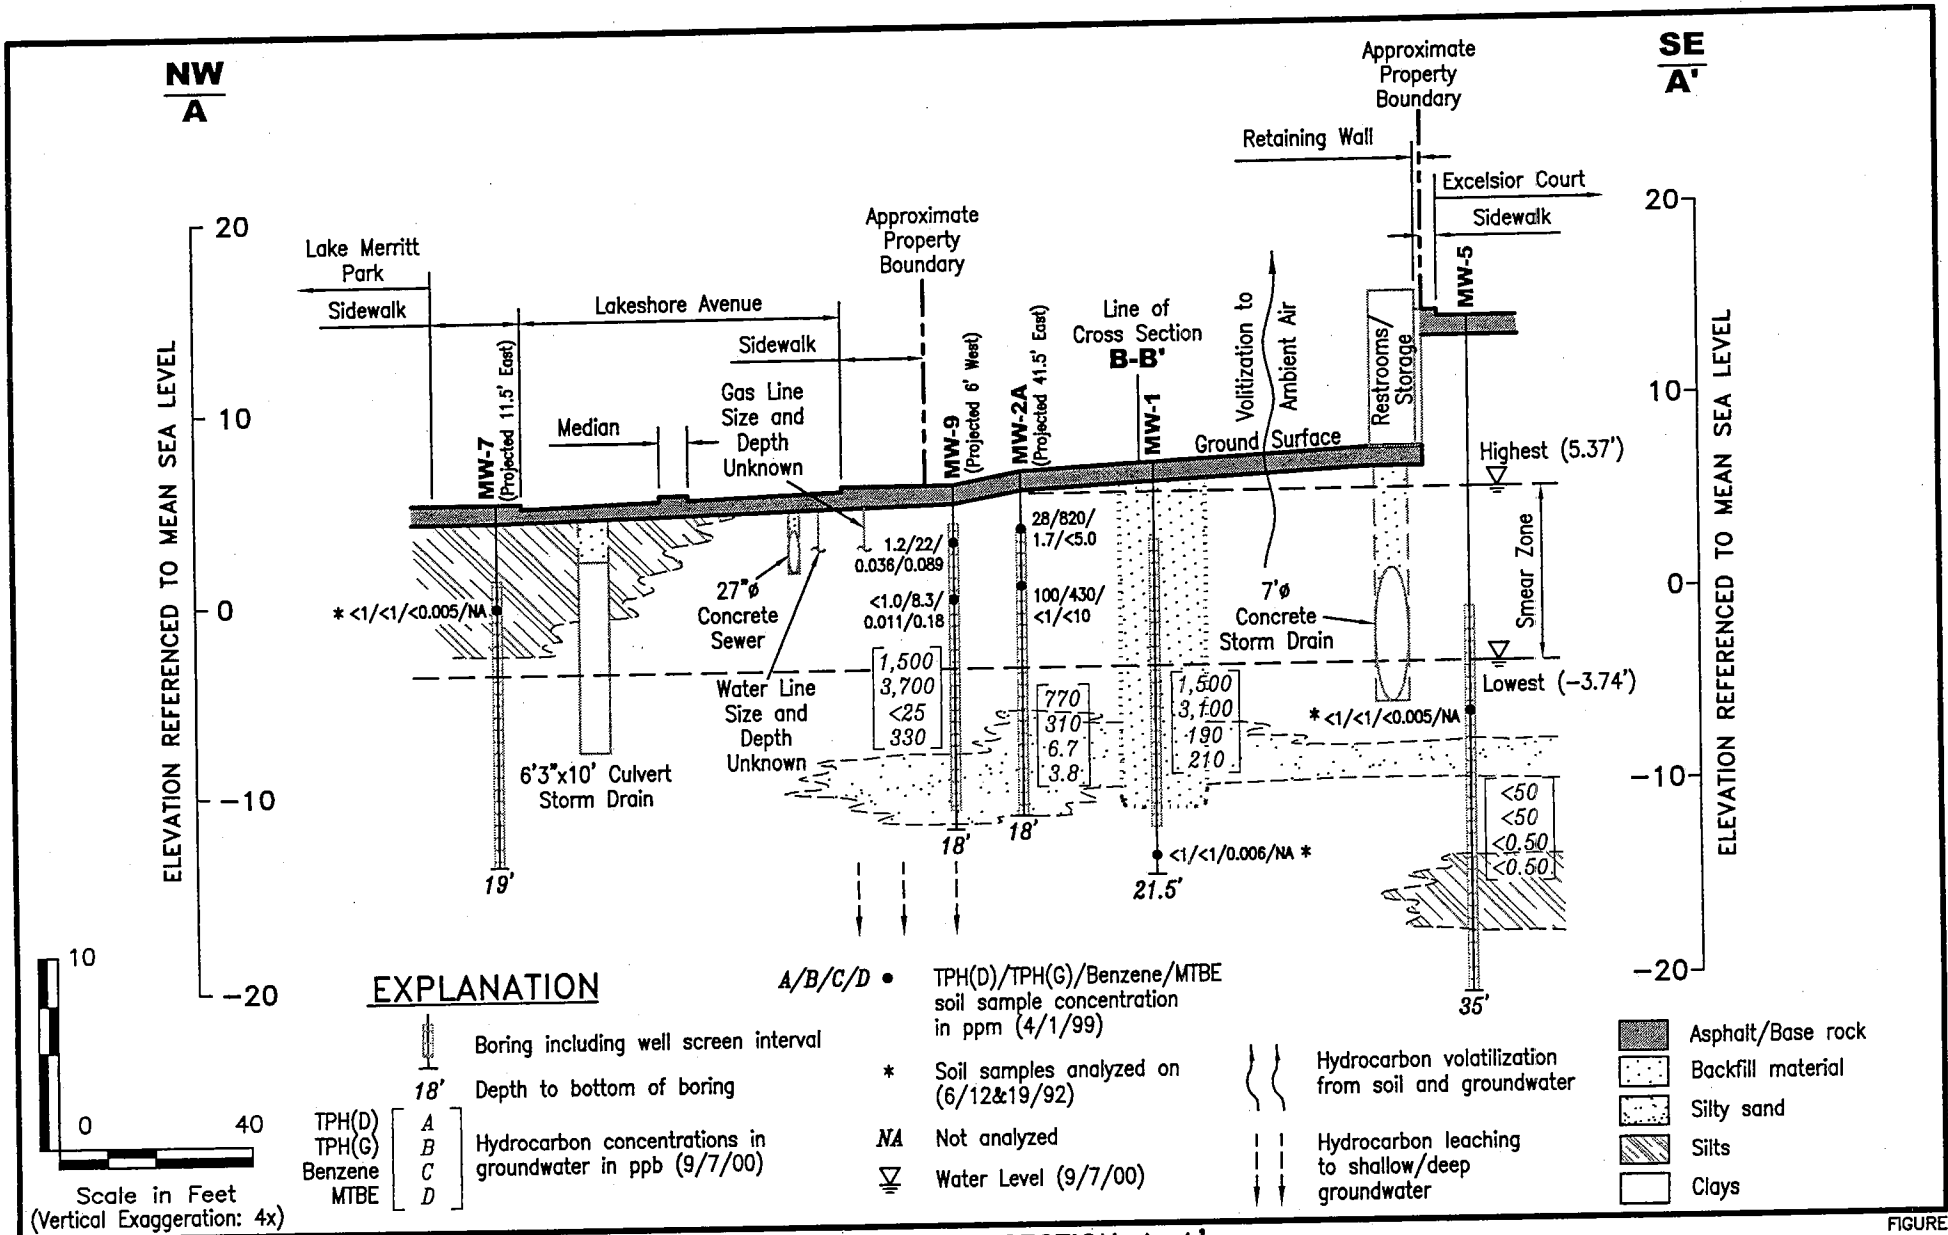 NW
A
SE
A'
Approximate
Property
Boundary
Retaining Wall
Excelsior Court
Sidewalk
20
10
0
-10
-20
ELEVATION REFERENCED TO MEAN SEA LEVEL
Lake Merritt
Park
Sidewalk
Lakeshore Avenue
Sidewalk
Approximate
Property
Boundary
Median
Gas Line
Size and
Depth
Unknown
MW-7
(Projected 11.5' East)
MW-9
(Projected 6' West)
MW-2A
(Projected 41.5' East)
Line of
Cross Section
B-B'
MW-1
Volitization to
Ambient Air
Ground Surface
Restrooms/
Storage
MW-5
20
10
0
-10
-20
ELEVATION REFERENCED TO MEAN SEA LEVEL
Highest (5.37')
Smear Zone
Lowest (-3.74')
* <1/<1/<0.005/NA
27"ø
Concrete
Sewer
1.2/22/
0.036/0.089
<1.0/8.3/
0.011/0.18
28/820/
1.7/<5.0
100/430/
<1/<10
7'ø
Concrete
Storm Drain
1,500
3,700
<25
330
770
310
6.7
3.8
1,500
3,100
190
210
* <1/<1/<0.005/NA
<50
<50
<0.50
<0.50
Water Line
Size and
Depth
Unknown
6'3"x10' Culvert
Storm Drain
19'
18'
18'
<1/<1/0.006/NA *
21.5'
35'
10
0
40
Scale in Feet
(Vertical Exaggeration: 4x)
EXPLANATION
Boring including well screen interval
18'
Depth to bottom of boring
TPH(D) A
TPH(G) B
Benzene C
MTBE D
Hydrocarbon concentrations in
groundwater in ppb (9/7/00)
A/B/C/D
TPH(D)/TPH(G)/Benzene/MTBE
soil sample concentration
in ppm (4/1/99)
* Soil samples analyzed on
(6/12&19/92)
NA Not analyzed
Water Level (9/7/00)
Hydrocarbon volatilization
from soil and groundwater
Hydrocarbon leaching
to shallow/deep
groundwater
Asphalt/Base rock
Backfill material
Silty sand
Silts
Clays
FIGURE